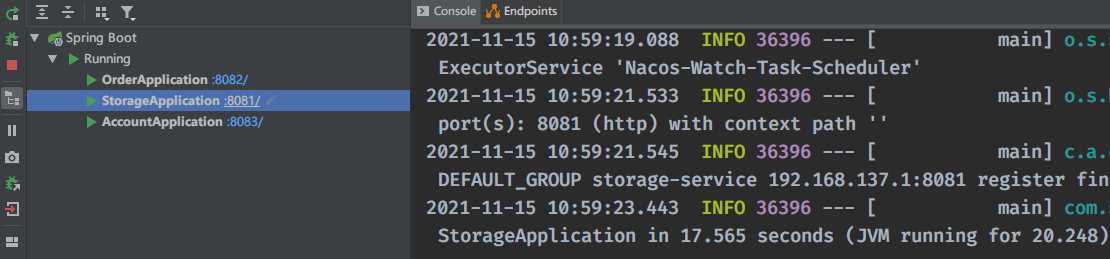 Spring Boot
Running
OrderApplication :8082/
StorageApplication :8081/
AccountApplication :8083/
Console Endpoints
2021-11-15 10:59:19.088 INFO 36396 --- [ main] o.s.
ExecutorService 'Nacos-Watch-Task-Scheduler'
2021-11-15 10:59:21.533 INFO 36396 --- [ main] o.s.
port(s): 8081 (http) with context path ''
2021-11-15 10:59:21.545 INFO 36396 --- [ main] c.a.
DEFAULT_GROUP storage-service 192.168.137.1:8081 register fin
2021-11-15 10:59:23.443 INFO 36396 --- [ main] com.
StorageApplication in 17.565 seconds (JVM running for 20.248)